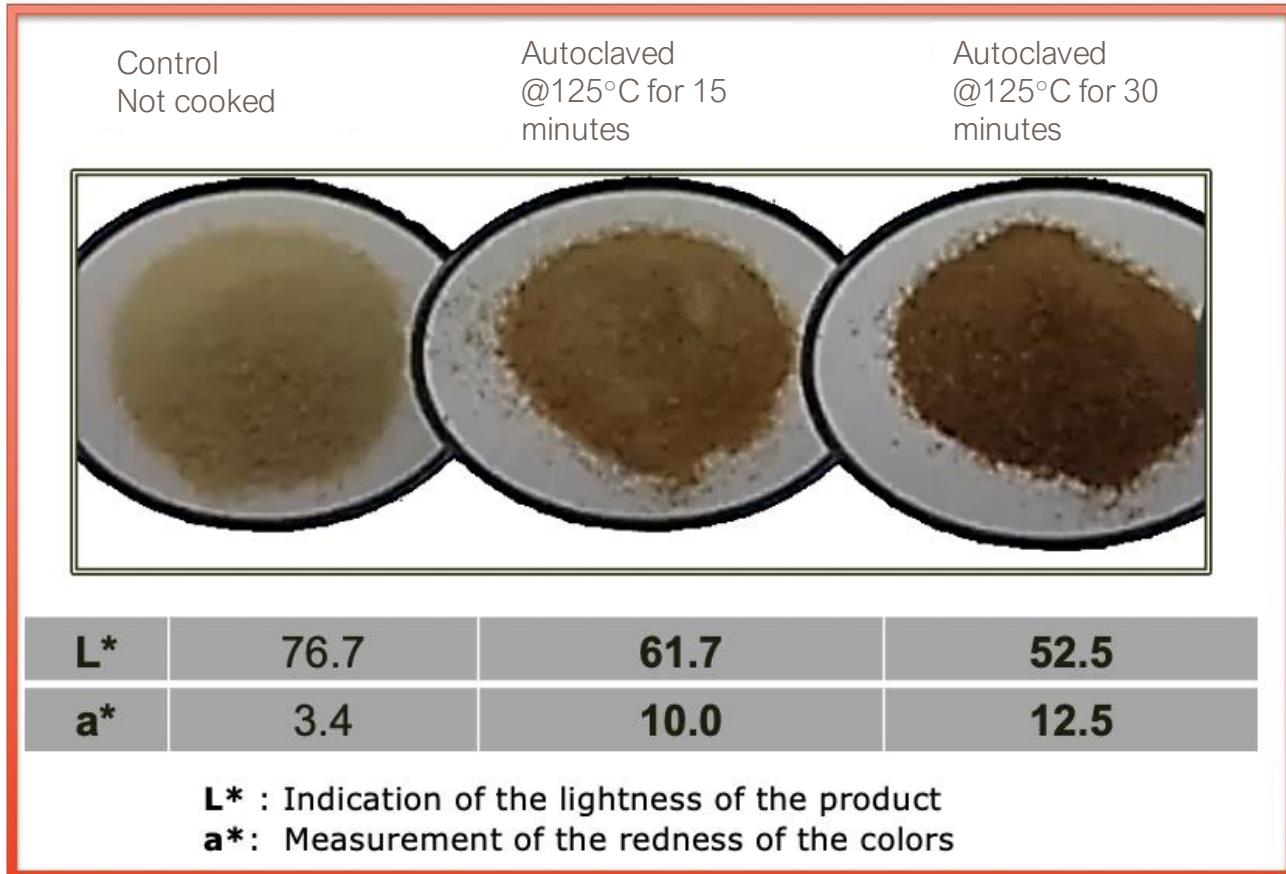 Control
Not cooked
Autoclaved
@125°C for 15
minutes
Autoclaved
@125°C for 30
minutes
L* 76.7 61.7 52.5
a* 3.4 10.0 12.5
L* : Indication of the lightness of the product
a*: Measurement of the redness of the colors